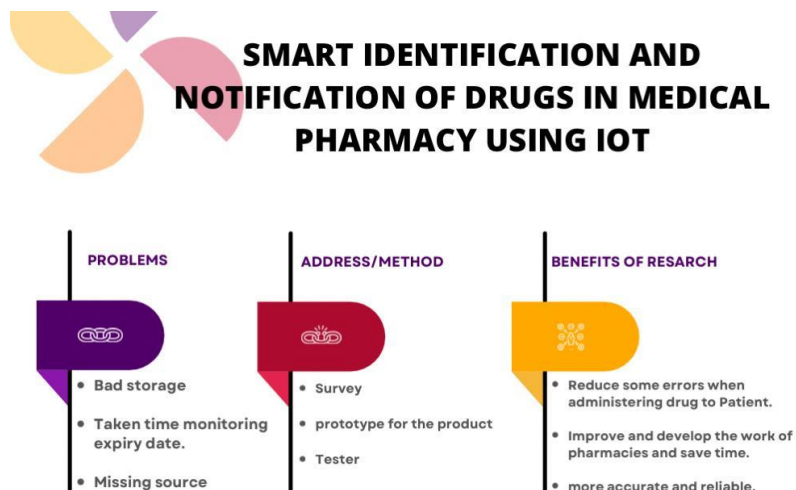 SMART IDENTIFICATION AND
NOTIFICATION OF DRUGS IN MEDICAL
PHARMACY USING IOT
PROBLEMS
• Bad storage
• Taken time monitoring
expiry date.
• Missing source
ADDRESS/METHOD
• Survey
• prototype for the product
• Tester
BENEFITS OF RESARCH
• Reduce some errors when
administering drug to Patient.
• Improve and develop the work of
pharmacies and save time.
• more accurate and reliable.